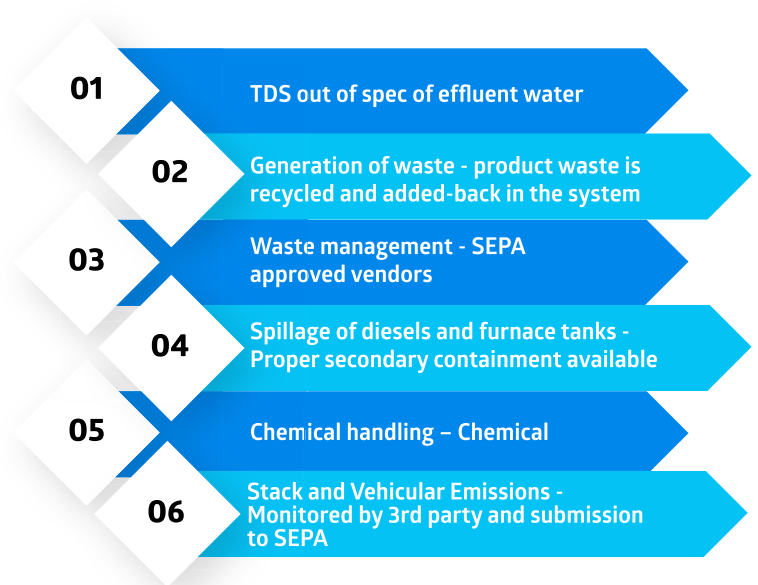 01
TDS out of spec of effluent water
02
Generation of waste - product waste is
recycled and added-back in the system
03
Waste management - SEPA
approved vendors
04
Spillage of diesels and furnace tanks -
Proper secondary containment available
05
Chemical handling – Chemical
06
Stack and Vehicular Emissions -
Monitored by 3rd party and submission
to SEPA